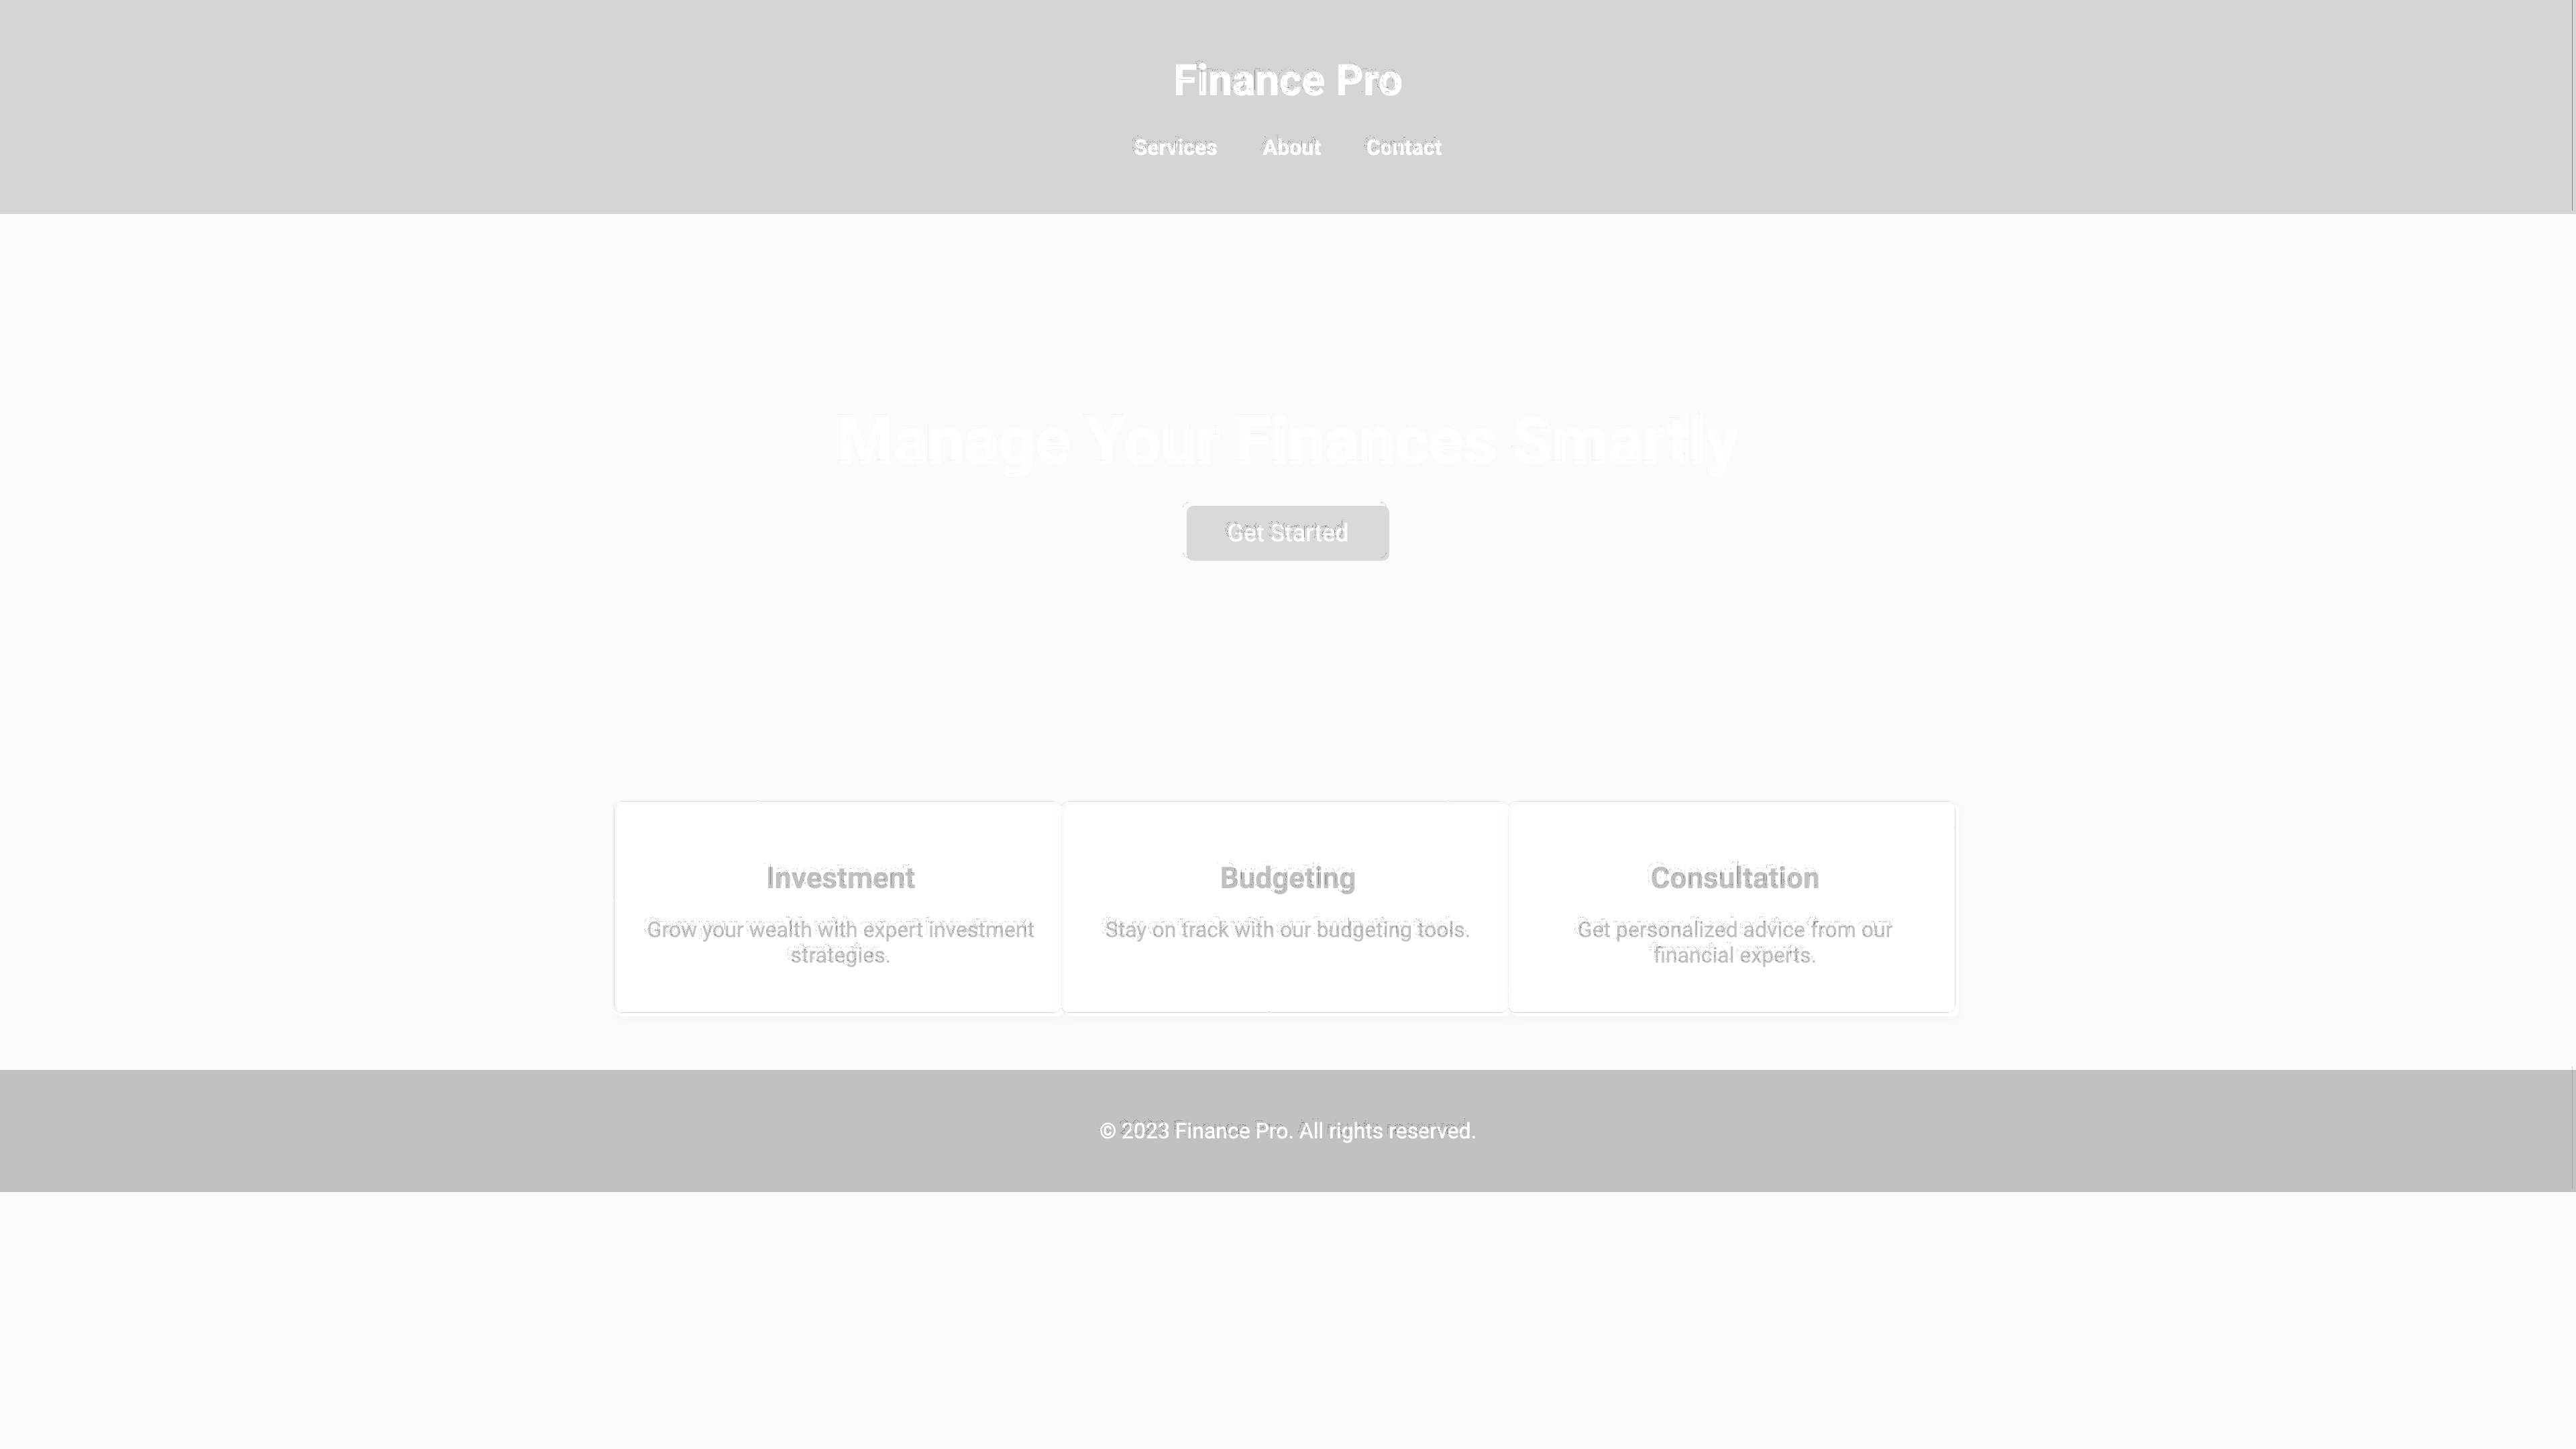 Finance Pro
Services About Contact
Manage Your Finances Smartly
Get Started
Investment
Grow your wealth with expert investment
strategies.
Budgeting
Stay on track with our budgeting tools.
Consultation
Get personalized advice from our
financial experts.
© 2023 Finance Pro. All rights reserved.